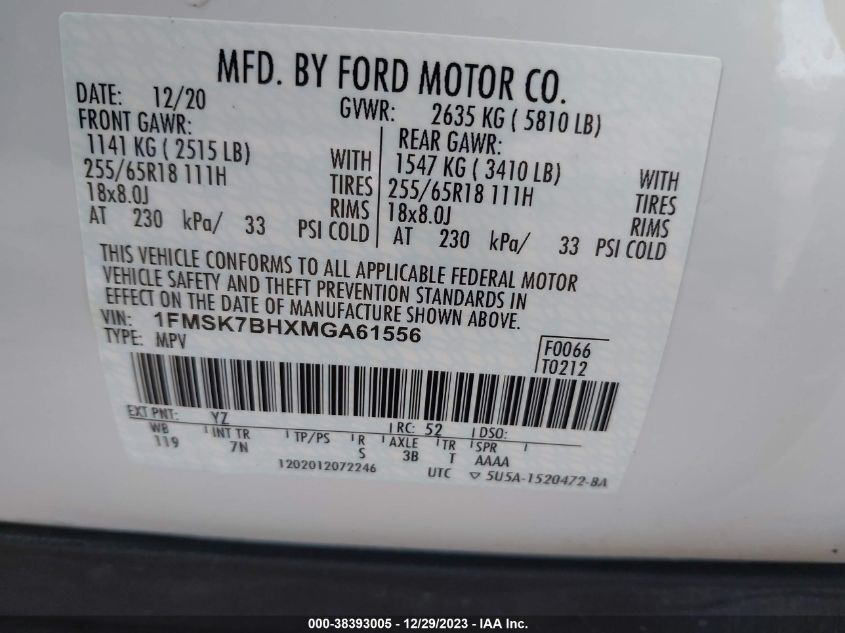 MFD. BY FORD MOTOR CO.
DATE: 12/20 GVWR: 2635 KG ( 5810 LB)
FRONT GAWR: REAR GAWR:
1141 KG ( 2515 LB) WITH 1547 KG ( 3410 LB) WITH
255/65R18 111H TIRES 255/65R18 111H TIRES
18x8.0J RIMS 18x8.0J RIMS
AT 230 kPa/ 33 PSI COLD AT 230 kPa/ 33 PSI COLD
THIS VEHICLE CONFORMS TO ALL APPLICABLE FEDERAL MOTOR
VEHICLE SAFETY AND THEFT PREVENTION STANDARDS IN
EFFECT ON THE DATE OF MANUFACTURE SHOWN ABOVE.
VIN: 1FMSK7BHXMGA61556
TYPE: MPV F0066
T0212
EXT PNT: YZ RC: 52 DSO:
WB INT TR TP/PS R AXLE TR SPR
119 7N S 3B T AAAA
1202012072246 UTC ▽ 5U5A-1520472-BA
000-38393005 - 12/29/2023 - IAA Inc.